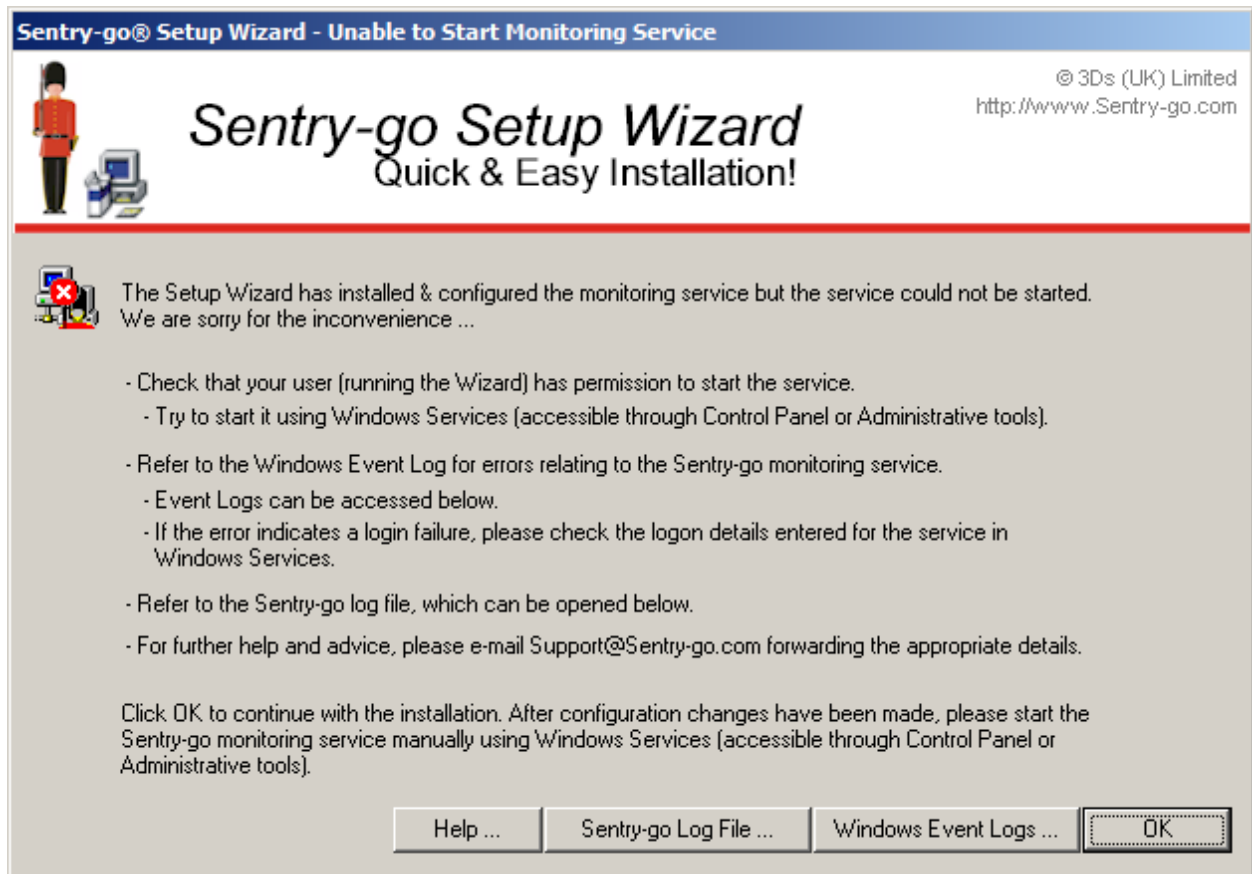 Sentry-go® Setup Wizard - Unable to Start Monitoring Service
© 3Ds (UK) Limited
http://www.Sentry-go.com
Sentry-go Setup Wizard
Quick & Easy Installation!
The Setup Wizard has installed & configured the monitoring service but the service could not be started.
We are sorry for the inconvenience ...
- Check that your user (running the Wizard) has permission to start the service.
- Try to start it using Windows Services (accessible through Control Panel or Administrative tools).
- Refer to the Windows Event Log for errors relating to the Sentry-go monitoring service.
- Event Logs can be accessed below.
- If the error indicates a login failure, please check the logon details entered for the service in
Windows Services.
- Refer to the Sentry-go log file, which can be opened below.
- For further help and advice, please e-mail Support@Sentry-go.com forwarding the appropriate details.
Click OK to continue with the installation. After configuration changes have been made, please start the
Sentry-go monitoring service manually using Windows Services (accessible through Control Panel or
Administrative tools).
Help ...
Sentry-go Log File ...
Windows Event Logs ...
OK